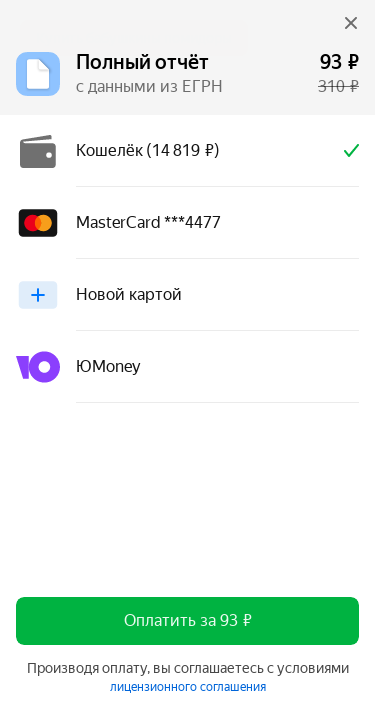 Полный отчёт
93 ₽
с данными из ЕГРН
310 ₽
Кошелёк (14 819 ₽)
MasterCard ***4477
Новой картой
ЮMoney
Оплатить за 93 ₽
Производя оплату, вы соглашаетесь с условиями
лицензионного соглашения